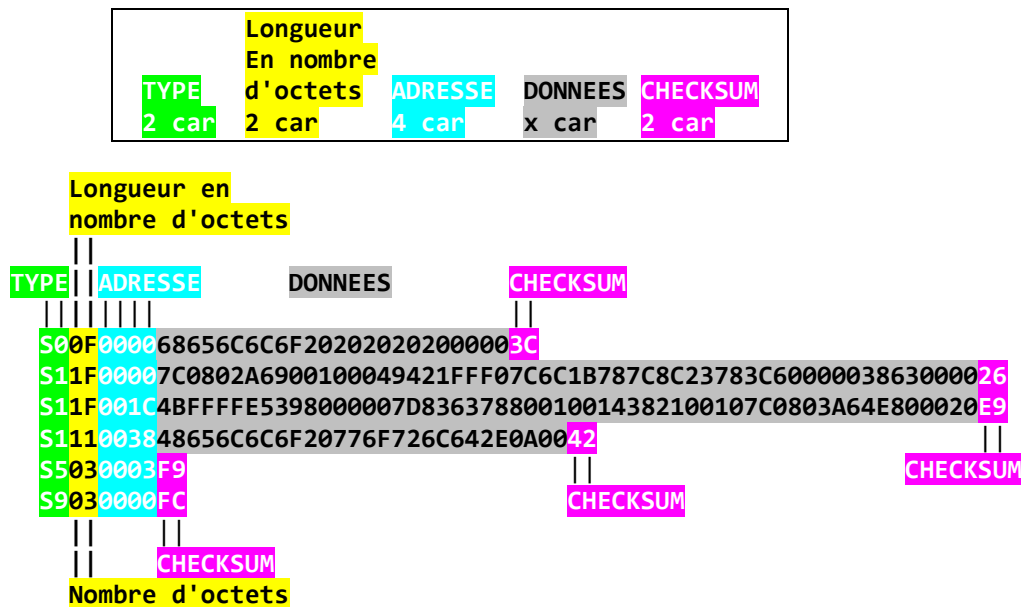 Longueur
En nombre
TYPE d'octets ADRESSE DONNEES CHECKSUM
2 car 2 car 4 car x car 2 car
Longueur en
nombre d'octets
TYPE ADRESSE DONNEES CHECKSUM
S00F000068656C6C6F202020202000003C
S11F00007C0802A6900100049421FFF07C6C1B787C8C23783C6000003863000026
S11F001C4BFFFFE5398000007D83637880010014382100107C0803A64E800020E9
S111003848656C6C6F20776F726C642E0A0042
S5030003F9 CHECKSUM
S9030000FC CHECKSUM
CHECKSUM
Nombre d'octets